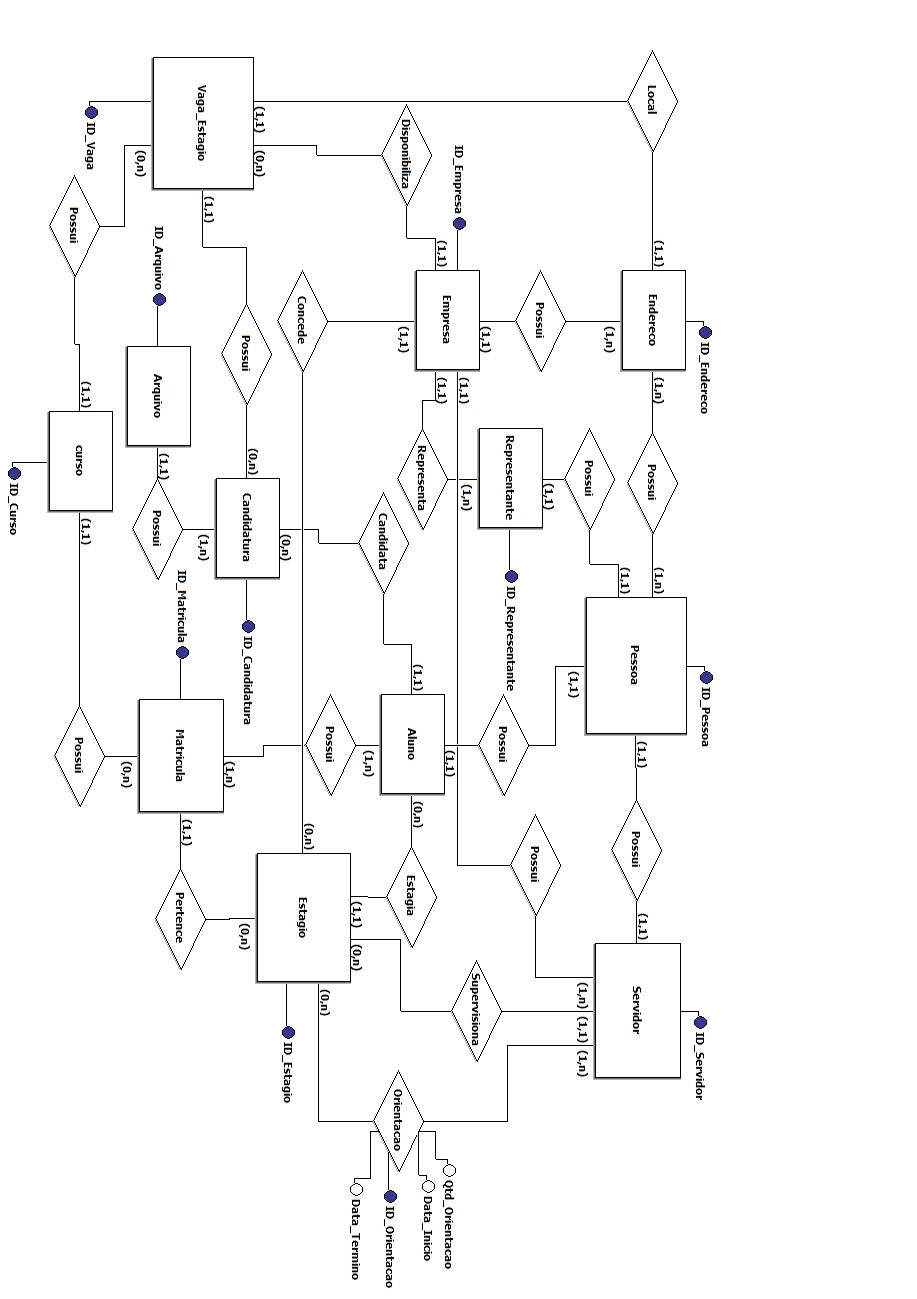 ID_Endereco
ID_Pessoa
ID_Servidor
Local
(1,1)
Endereco
(1,n)
Possui
(1,n)
Pessoa
(1,1)
Possui
(1,1)
Servidor
(1,n)
(1,1)
Possui
(1,1)
(1,n)
(1,1)
(1,n)
(1,1)
Possui
Possui
Representante
ID_Representante
Possui
(1,1)
(1,n)
Supervisiona
ID_Empresa
(1,1)
(1,1)
Qtd_Orientacao
(1,1)
Empresa
(1,1)
Data_Inicio
Representa
Disponibiliza
(1,1)
(1,1)
Aluno
(0,n)
Estagia
Orientacao
ID_Orientacao
Candidata
(1,n)
(1,1)
(0,n)
Data_Termino
Possui
(0,n)
Concede
(0,n)
Estagio
(0,n)
ID_Estagio
(1,1)
(0,n)
(0,n)
Possui
Candidatura
ID_Candidatura
(0,n)
(1,n)
Vaga_Estagio
(1,1)
(1,n)
ID_Matricula
Matricula
(1,1)
Pertence
ID_Arquivo
Arquivo
(1,1)
Possui
(0,n)
(0,n)
ID_Vaga
(1,1)
(1,1)
Possui
curso
Possui
ID_Curso